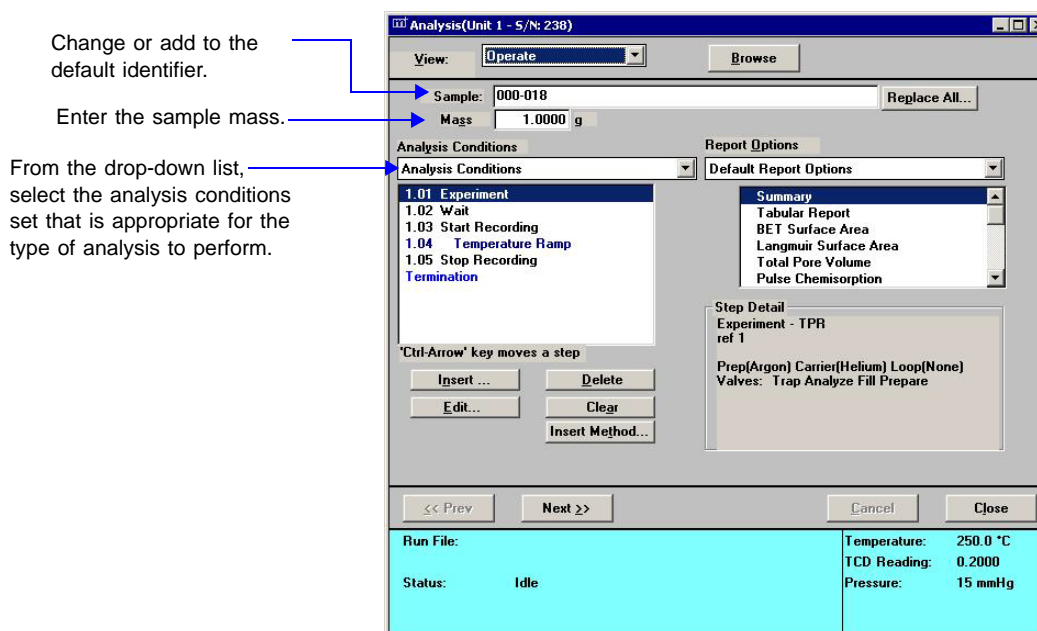 Change or add to the
default identifier.
Enter the sample mass.
From the drop-down list,
select the analysis conditions
set that is appropriate for the
type of analysis to perform.
Analysis(Unit 1 - S/N: 238)
View: Operate Browse
Sample: 000-018 Replace All...
Mass 1.0000 g
Analysis Conditions Report Options
Analysis Conditions Default Report Options
1.01 Experiment
1.02 Wait
1.03 Start Recording
1.04 Temperature Ramp
1.05 Stop Recording
Termination
Summary
Tabular Report
BET Surface Area
Langmuir Surface Area
Total Pore Volume
Pulse Chemisorption
'Ctrl-Arrow' key moves a step
Insert ... Delete
Edit... Clear
Insert Method...
Step Detail
Experiment - TPR
ref 1
Prep(Argon) Carrier(Helium) Loop(None)
Valves: Trap Analyze Fill Prepare
<< Prev Next >> Cancel Close
Run File:
Status: Idle
Temperature: 250.0 °C
TCD Reading: 0.2000
Pressure: 15 mmHg